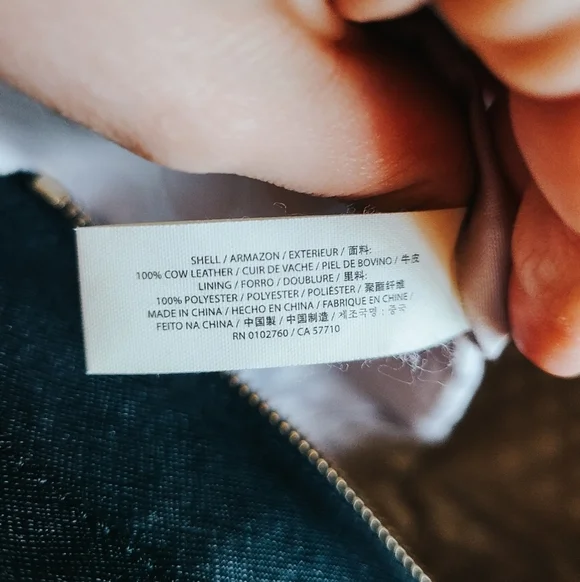 SHELL / ARMAZON / EXTERIEUR / 面料:
100% COW LEATHER / CUIR DE VACHE / PIEL DE BOVINO / 牛皮
LINING / FORRO / DOUBLURE / 里料:
100% POLYESTER / POLYESTER / POLIÉSTER / 聚酯纤维
MADE IN CHINA / HECHO EN CHINA / FABRIQUE EN CHINE /
FEITO NA CHINA / 中国製 / 中国制造 / 제조국명 : 중국
RN 0102760 / CA 57710